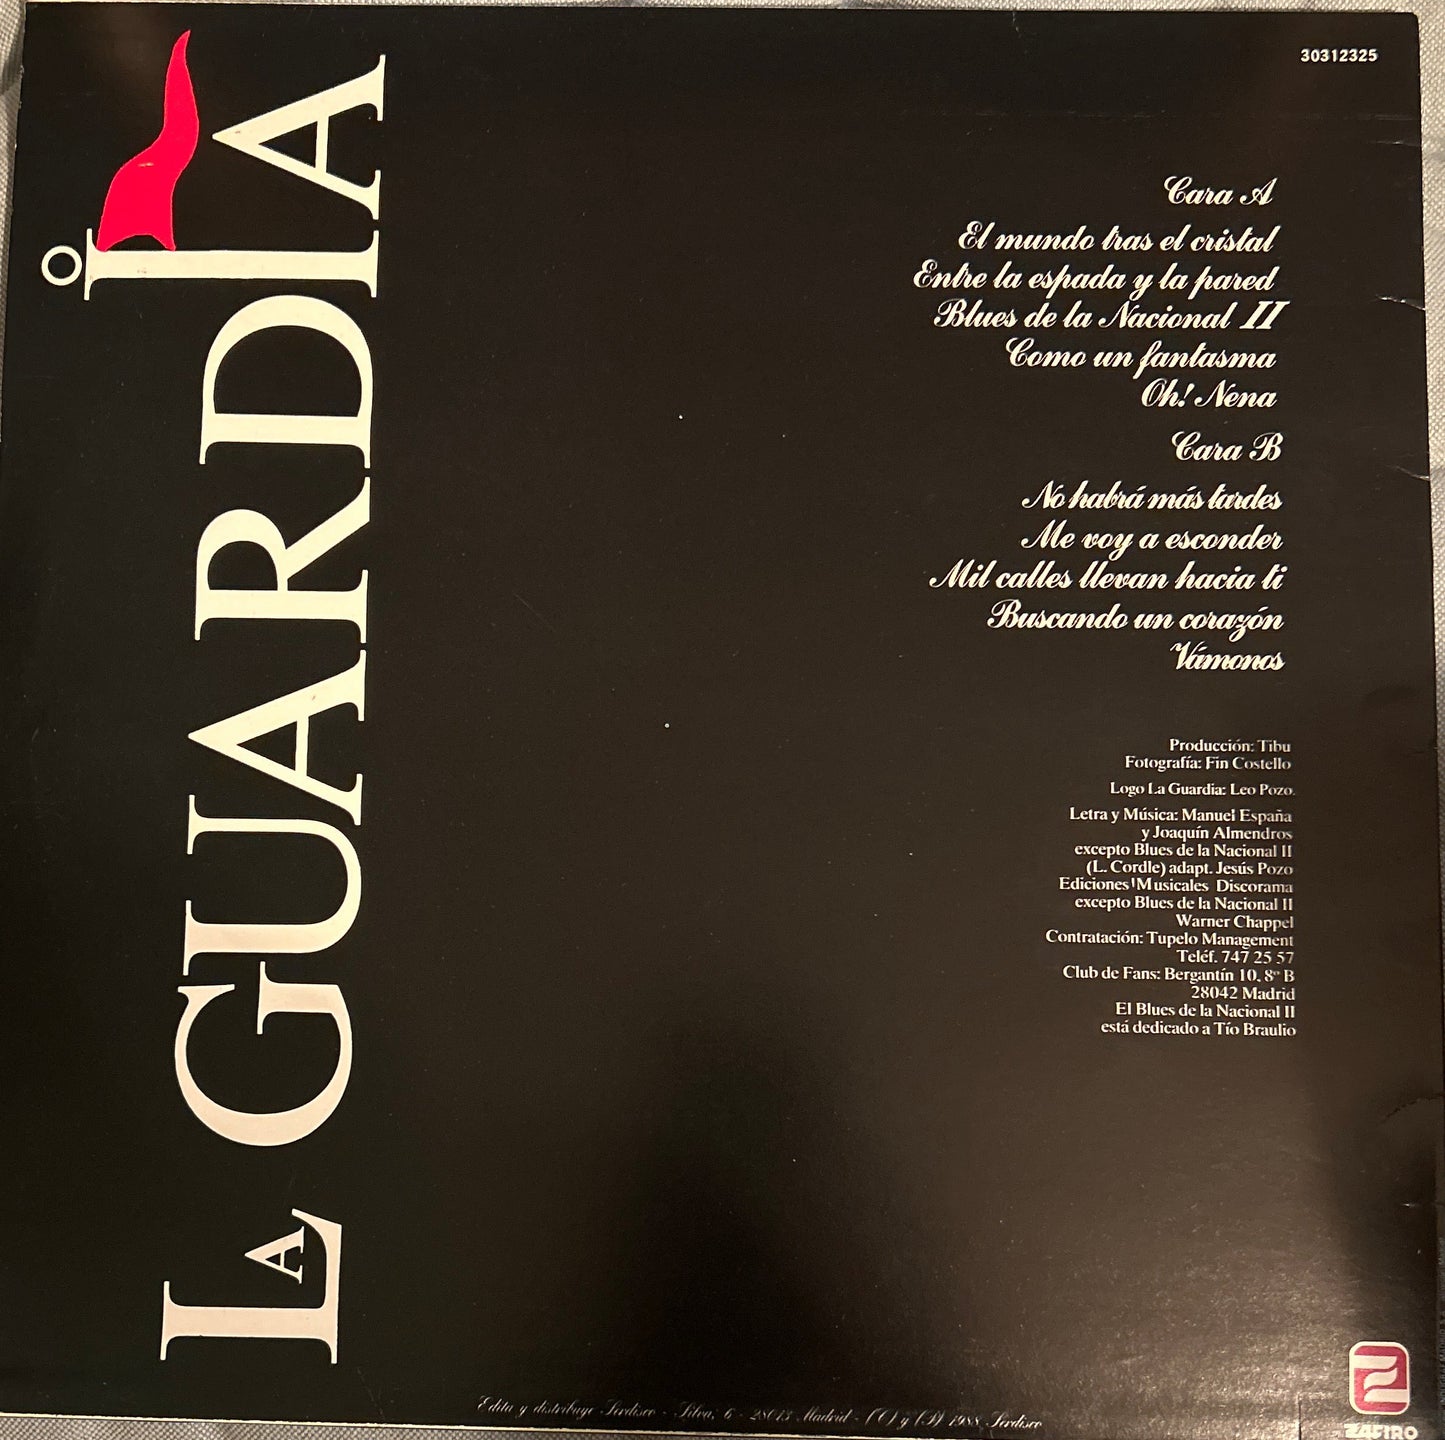 LA GUARDIA
30312325
Cara A
El mundo tras el cristal
Entre la espada y la pared
Blues de la Nacional II
Como un fantasma
Oh! Nena
Cara B
No habrá más tardes
Me voy a esconder
Mil calles llevan hacia ti
Buscando un corazón
Vámonos
Producción: Tibu
Fotografía: Fin Costello
Logo La Guardia: Leo Pozo.
Letra y Música: Manuel España
y Joaquín Almendros
excepto Blues de la Nacional II
(L. Cordle) adapt. Jesús Pozo
Ediciones Musicales Discorama
excepto Blues de la Nacional II
Warner Chappel
Contratación: Tupelo Management
Teléf. 747 25 57
Club de Fans: Bergantín 10, 8º B
28042 Madrid
El Blues de la Nacional II
está dedicado a Tío Braulio
Edita y distribuye Serdisco - Silva, 6 - 28013 Madrid - (C) y (P) 1988 Serdisco
ZAFIRO